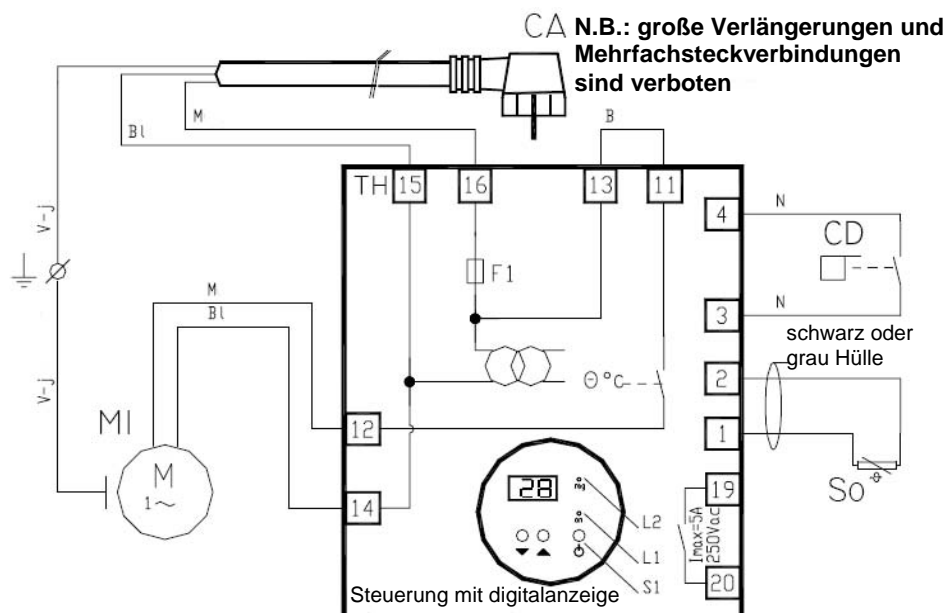 CA N.B.: große Verlängerungen und
Mehrfachsteckverbindungen
sind verboten
M
Bl
B
TH 15 16 13 11
4
N
CD
V-j
F1
M
3
N
Bl
schwarz oder
grau Hülle
Θ°c
2
V-j
MI
12
1
M
1~
14
28
So
19
L2
Imax=5A
250Vac
L1
S1
20
Steuerung mit digitalanzeige